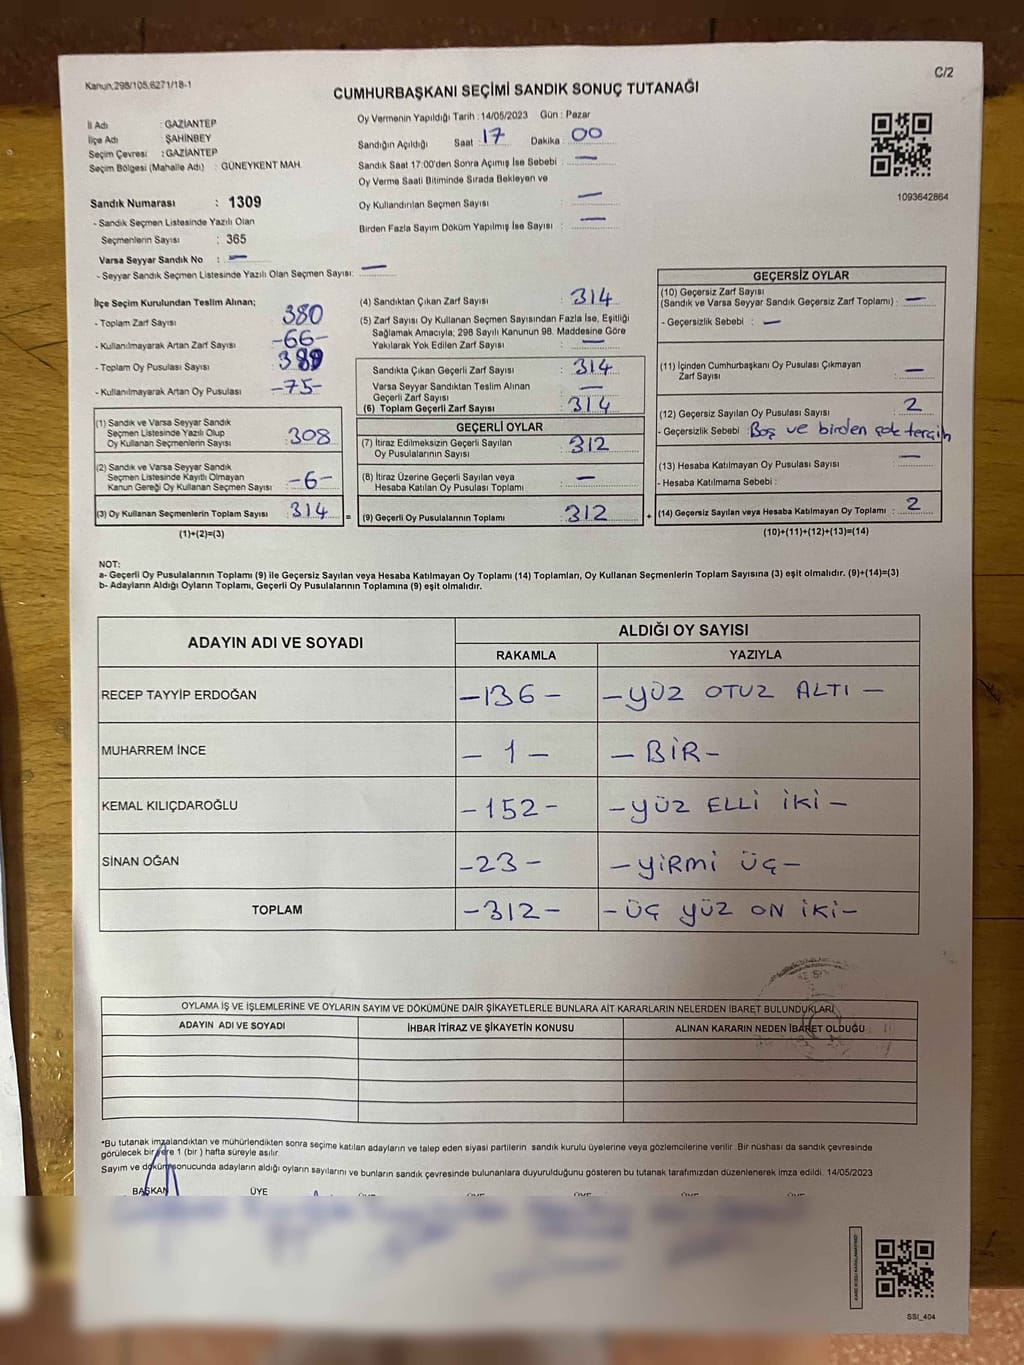 Kanun;298/105,6271/18-1
C/2
CUMHURBAŞKANI SEÇİMİ SANDIK SONUÇ TUTANAĞI
İl Adı : GAZİANTEP
İlçe Adı : ŞAHİNBEY
Seçim Çevresi : GAZİANTEP
Seçim Bölgesi (Mahalle Adı) : GÜNEYKENT MAH.
Sandık Numarası : 1309
- Sandık Seçmen Listesinde Yazılı Olan
Seçmenlerin Sayısı : 365
Varsa Seyyar Sandık No : —
- Seyyar Sandık Seçmen Listesinde Yazılı Olan Seçmen Sayısı: —
Oy Vermenin Yapıldığı Tarih : 14/05/2023 Gün : Pazar
Sandığın Açıldığı Saat 17 Dakika 00
Sandık Saat 17:00'den Sonra Açımış İse Sebebi : —
Oy Verme Saati Bitiminde Sırada Bekleyen ve
Oy Kullandırılan Seçmen Sayısı : —
Birden Fazla Sayım Döküm Yapılmış İse Sayısı : —
1093642864
İlçe Seçim Kurulundan Teslim Alınan;
- Toplam Zarf Sayısı : 380
- Kullanılmayarak Artan Zarf Sayısı : -66-
- Toplam Oy Pusulası Sayısı :
- Kullanılmayarak Artan Oy Pusulası : -75-
(1) Sandık ve Varsa Seyyar Sandık
Seçmen Listesinde Yazılı Olup
Oy Kullanan Seçmenlerin Sayısı : 308
(2) Sandık ve Varsa Seyyar Sandık
Seçmen Listesinde Kayıtlı Olmayan
Kanun Gereği Oy Kullanan Seçmen Sayısı : -6-
(3) Oy Kullanan Seçmenlerin Toplam Sayısı : 314 =
(1)+(2)=(3)
(4) Sandıktan Çıkan Zarf Sayısı : 314
(5) Zarf Sayısı Oy Kullanan Seçmen Sayısından Fazla İse, Eşitliği
Sağlamak Amacıyla; 298 Sayılı Kanunun 98. Maddesine Göre
Yakılarak Yok Edilen Zarf Sayısı : —
Sandıkta Çıkan Geçerli Zarf Sayısı : 314
Varsa Seyyar Sandıktan Teslim Alınan
Geçerli Zarf Sayısı : —
(6) Toplam Geçerli Zarf Sayısı : 314
GEÇERLİ OYLAR
(7) İtiraz Edilmeksizin Geçerli Sayılan
Oy Pusulalarının Sayısı : 312
(8) İtiraz Üzerine Geçerli Sayılan veya
Hesaba Katılan Oy Pusulası Toplamı : —
(9) Geçerli Oy Pusulalarının Toplamı : 312 +
GEÇERSİZ OYLAR
(10) Geçersiz Zarf Sayısı
(Sandık ve Varsa Seyyar Sandık Geçersiz Zarf Toplamı) : —
- Geçersizlik Sebebi : —
(11) İçinden Cumhurbaşkanı Oy Pusulası Çıkmayan
Zarf Sayısı : —
(12) Geçersiz Sayılan Oy Pusulası Sayısı : 2
- Geçersizlik Sebebi : Boş ve birden çok tercih
(13) Hesaba Katılmayan Oy Pusulası Sayısı : —
- Hesaba Katılmama Sebebi :
(14) Geçersiz Sayılan veya Hesaba Katılmayan Oy Toplamı : 2
(10)+(11)+(12)+(13)=(14)
NOT:
a- Geçerli Oy Pusulalarının Toplamı (9) ile Geçersiz Sayılan veya Hesaba Katılmayan Oy Toplamı (14) Toplamları, Oy Kullanan Seçmenlerin Toplam Sayısına (3) eşit olmalıdır. (9)+(14)=(3)
b- Adayların Aldığı Oyların Toplamı, Geçerli Oy Pusulalarının Toplamına (9) eşit olmalıdır.
ADAYIN ADI VE SOYADI
ALDIĞI OY SAYISI
RAKAMLA YAZIYLA
RECEP TAYYİP ERDOĞAN -136- -YÜZ OTUZ ALTI-
MUHARREM İNCE -1- -BİR-
KEMAL KILIÇDAROĞLU -152- -YÜZ ELLİ İKİ-
SİNAN OĞAN -23- -YİRMİ ÜÇ-
TOPLAM -312- -ÜÇ YÜZ ON İKİ-
OYLAMA İŞ VE İŞLEMLERİNE VE OYLARIN SAYIM VE DÖKÜMÜNE DAİR ŞİKAYETLERLE BUNLARA AİT KARARLARIN NELERDEN İBARET BULUNDUKLARI
ADAYIN ADI VE SOYADI İHBAR İTİRAZ VE ŞİKAYETİN KONUSU ALINAN KARARIN NEDEN İBARET OLDUĞU
*Bu tutanak imzalandıktan ve mühürlendikten sonra seçime katılan adayların ve talep eden siyasi partilerin sandık kurulu üyelerine veya gözlemcilerine verilir .Bir nüshası da sandık çevresinde
görülecek bir yere 1 (bir ) hafta süreyle asılır.
Sayım ve döküm sonucunda adayların aldığı oyların sayılarını ve bunların sandık çevresinde bulunanlara duyurulduğunu gösteren bu tutanak tarafımızdan düzenlenerek imza edildi. 14/05/2023
BAŞKAN ÜYE
SSI_404